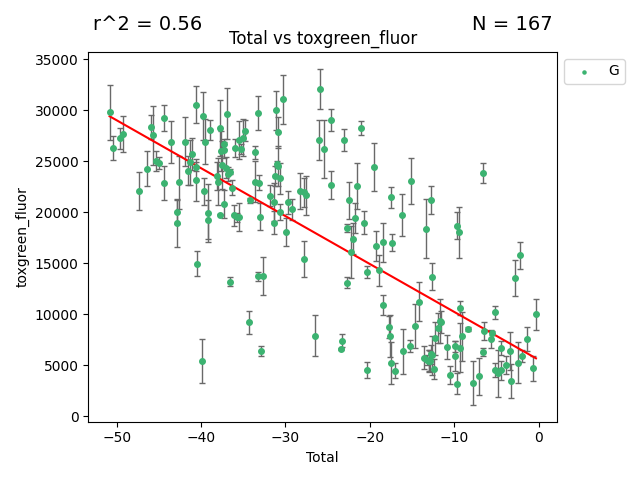 r^2 = 0.56
N = 167
Total vs toxgreen_fluor
G
35000
30000
25000
20000
15000
10000
5000
0
toxgreen_fluor
−50
−40
−30
−20
−10
0
Total